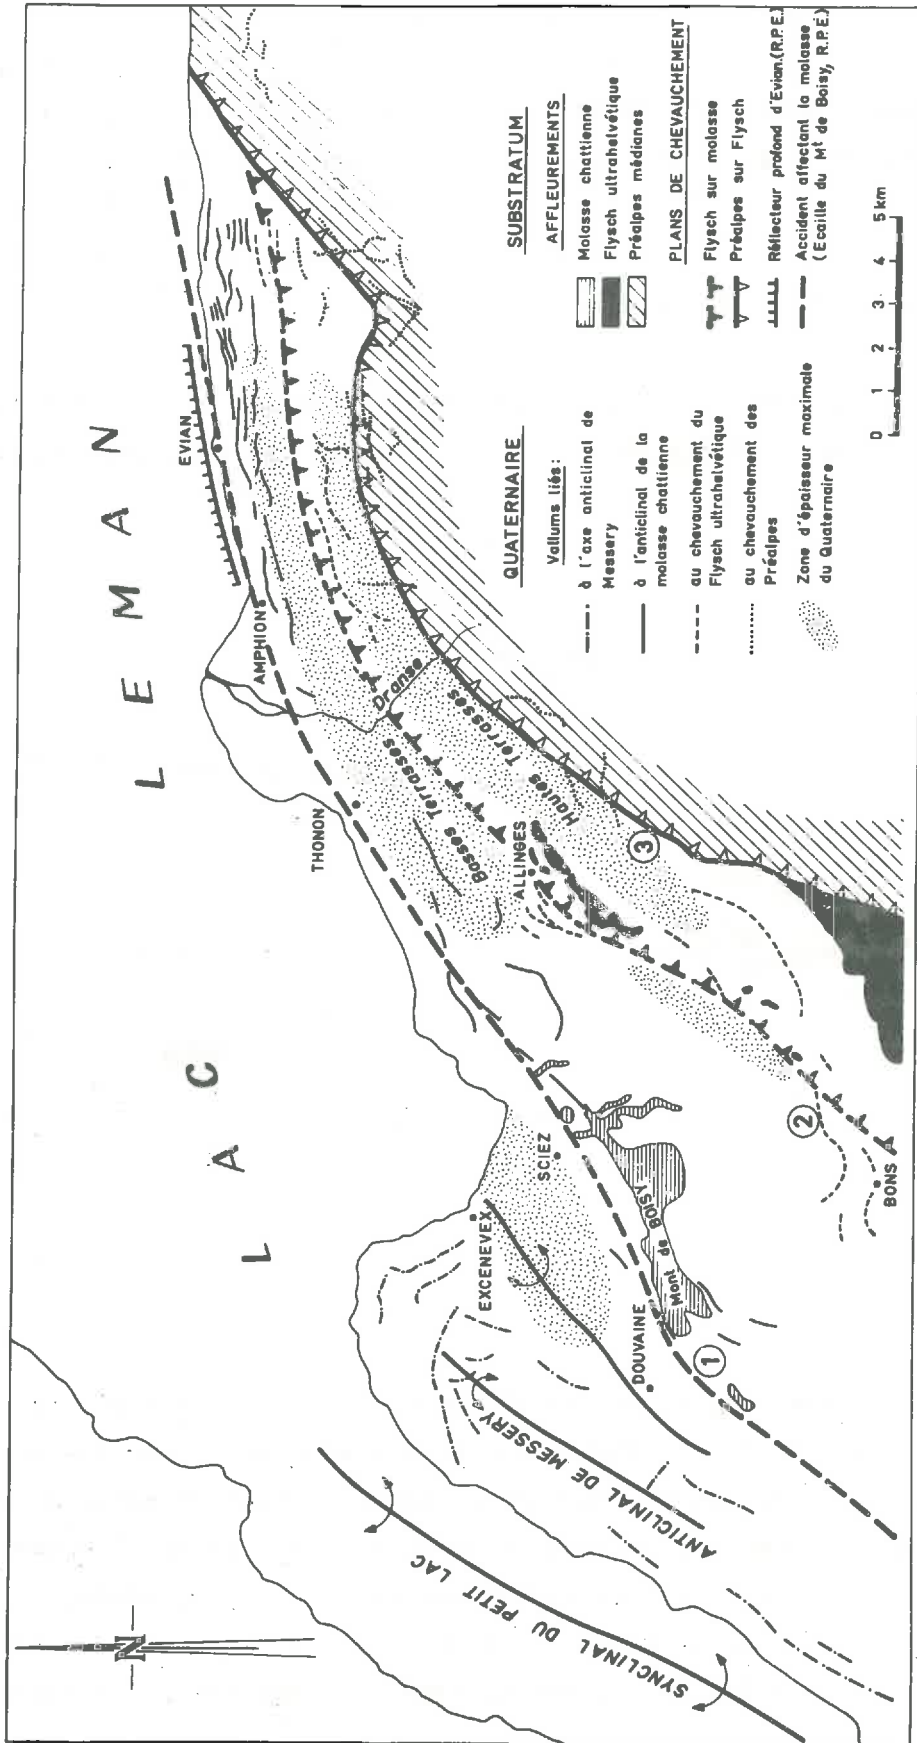 LAC LEMAN
EVIAN
AMPHION
THONON
Dranse
Basses Terrasses
Hautes Terrasses
ALLINGES
SCIEZ
EXCENEVEX
Mont de BOISY
DOUVAINE
BONS
ANTICLINAL DE MESSERY
SYNCLINAL DU PETIT LAC
N
1
2
3
QUATERNAIRE
Vallums liés :
à l'axe anticlinal de
Messery
à l'anticlinal de la
molasse chattienne
au chevauchement du
Flysch ultrahelvétique
au chevauchement des
Préalpes
Zone d'épaisseur maximale
du Quaternaire
SUBSTRATUM
AFFLEUREMENTS
Molasse chattienne
Flysch ultrahelvétique
Préalpes médianes
PLANS DE CHEVAUCHEMENT
Flysch sur molasse
Préalpes sur Flysch
Réflecteur profond d'Evian.(R.P.E.)
Accident affectant la molasse
(Ecaille du Mt de Boisy, R.P.E.)
0 1 2 3 4 5 km